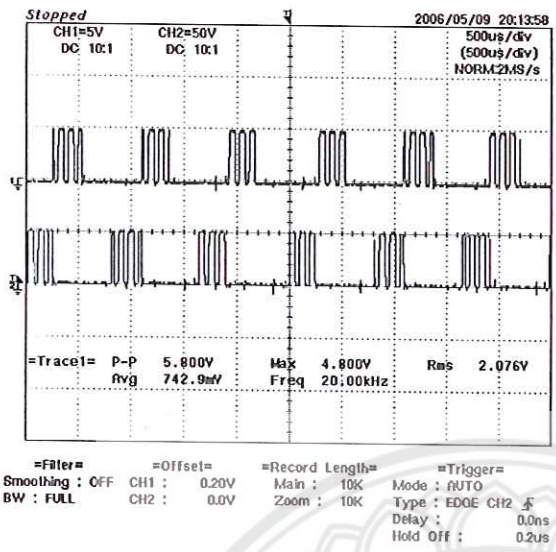 Stopped 2006/05/09 20:13:58
CH1=5V CH2=50V 500us/div
DC 10:1 DC 10:1 (500us/div)
NORM:2MS/s
=Trace1= P-P 5.800V Max 4.800V Rms 2.076V
Avg 742.9mV Freq 20.00kHz
=Filter= =Offset= =Record Length= =Trigger=
Smoothing : OFF CH1 : 0.20V Main : 10K Mode : AUTO
BW : FULL CH2 : 0.0V Zoom : 10K Type : EDGE CH2
Delay : 0.0ns
Hold Off : 0.2us